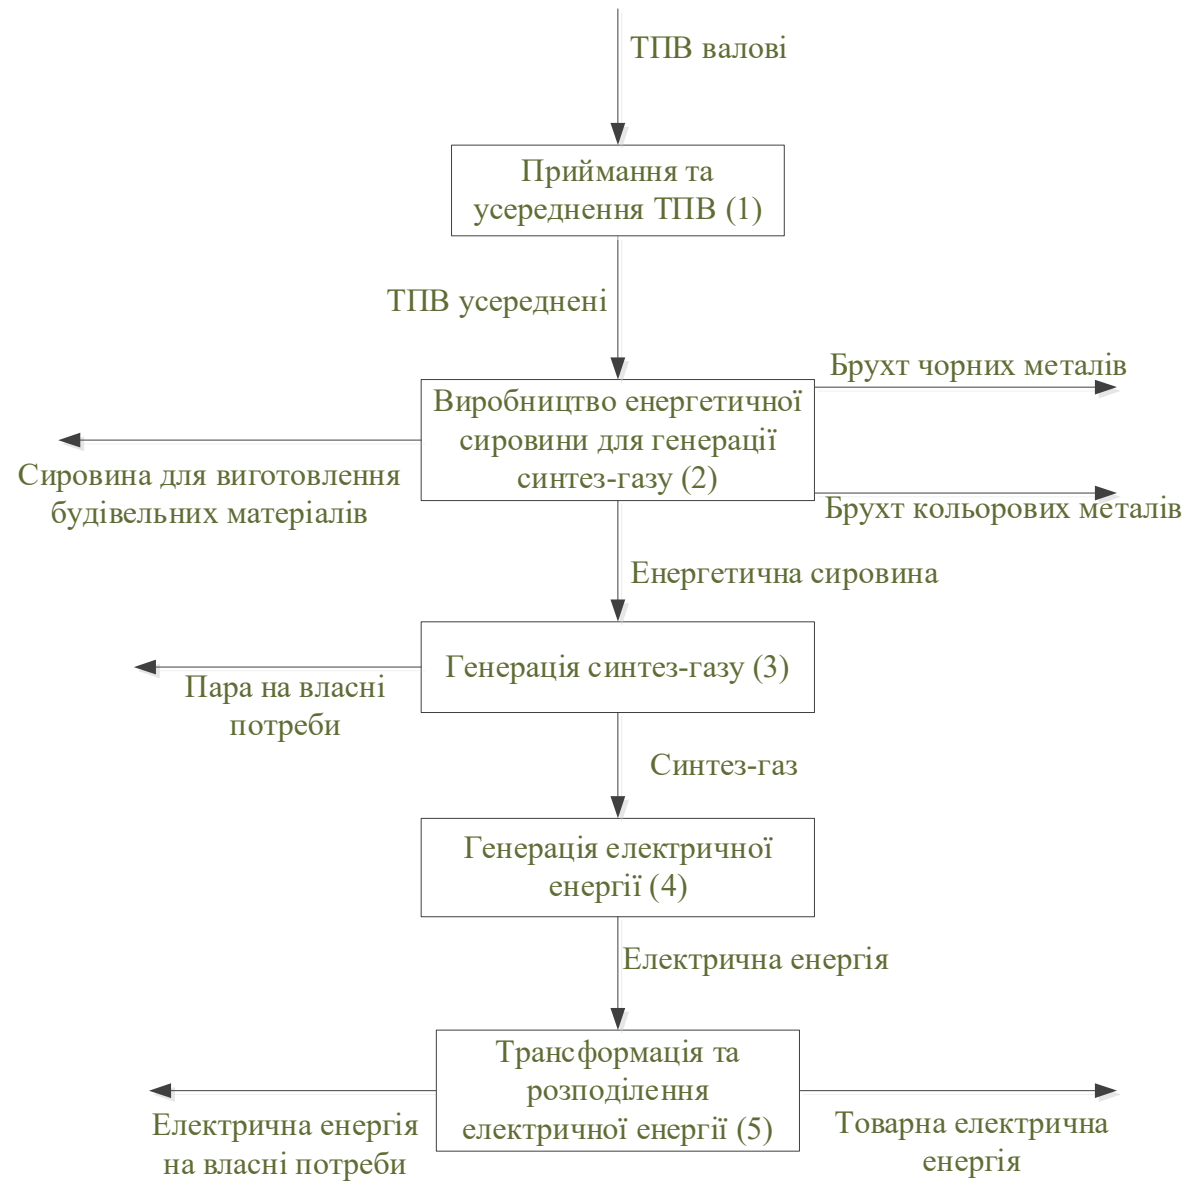 ТПВ валові
Приймання та
усереднення ТПВ (1)
ТПВ усереднені
Брухт чорних металів
Виробництво енергетичної
сировини для генерації
синтез-газу (2)
Сировина для виготовлення
будівельних матеріалів
Брухт кольорових металів
Енергетична сировина
Генерація синтез-газу (3)
Пара на власні
потреби
Синтез-газ
Генерація електричної
енергії (4)
Електрична енергія
Трансформація та
розподілення
електричної енергії (5)
Електрична енергія
на власні потреби
Товарна електрична
енергія